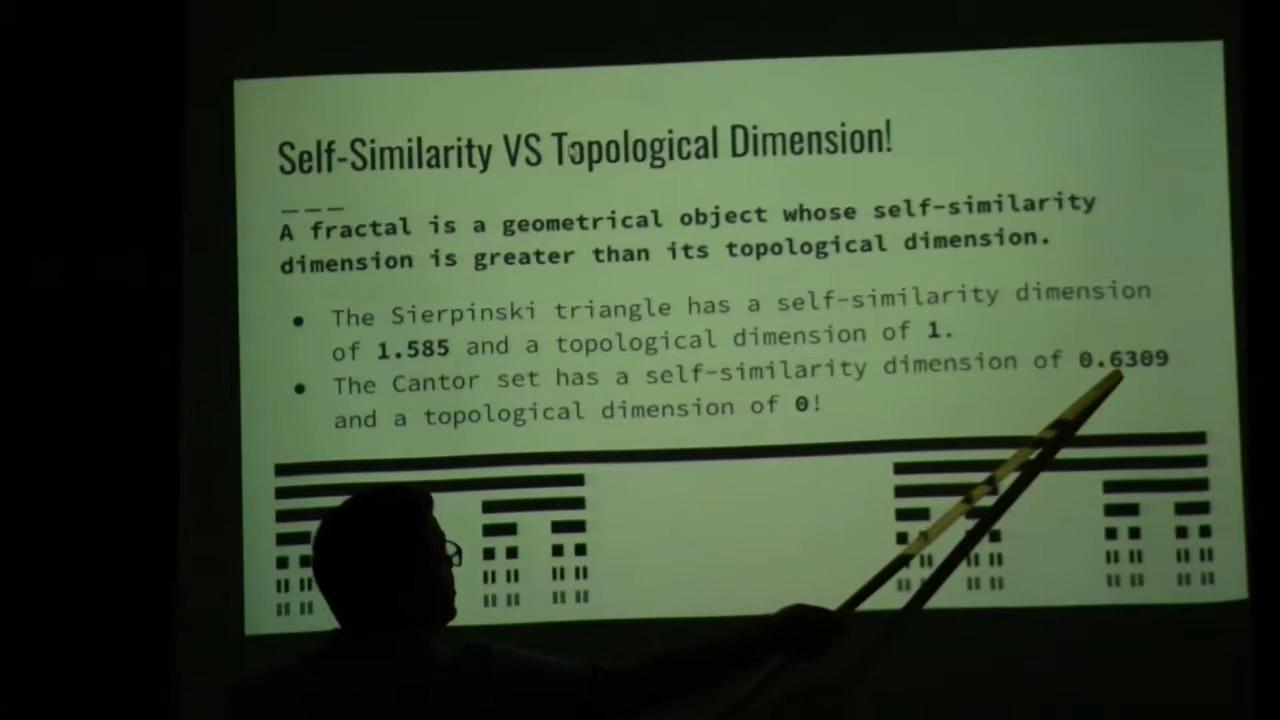 Self-Similarity VS Topological Dimension!
A fractal is a geometrical object whose self-similarity
dimension is greater than its topological dimension.
● The Sierpinski triangle has a self-similarity dimension
of 1.585 and a topological dimension of 1.
● The Cantor set has a self-similarity dimension of 0.6309
and a topological dimension of 0!